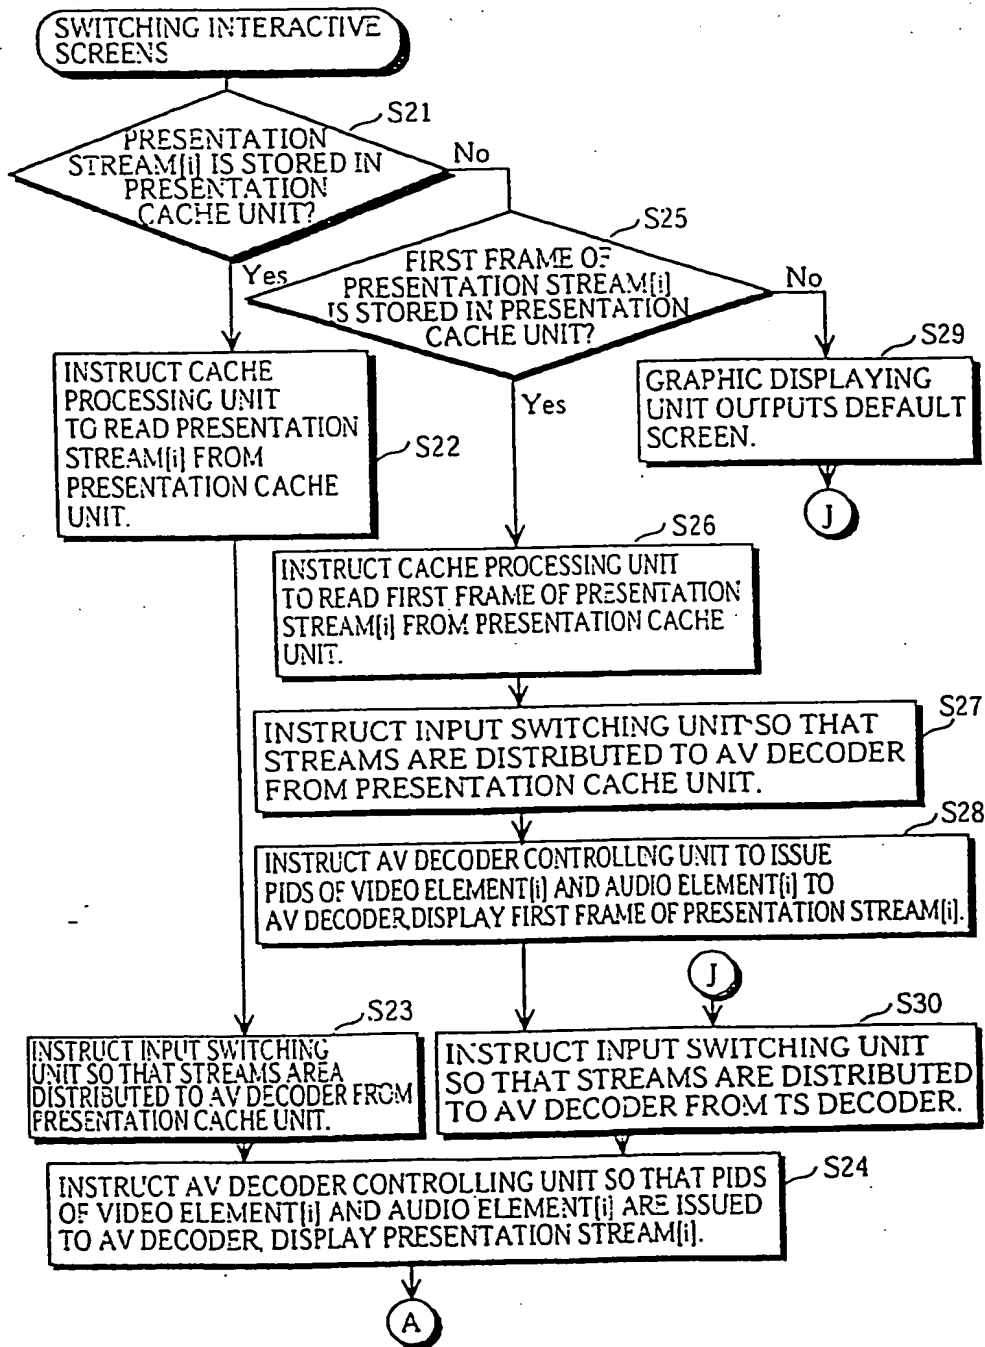 SWITCHING INTERACTIVE
SCREENS
S21
PRESENTATION
STREAM[i] IS STORED IN
PRESENTATION
CACHE UNIT?
No
Yes
S25
FIRST FRAME OF
PRESENTATION STREAM[i]
IS STORED IN PRESENTATION
CACHE UNIT?
No
Yes
S29
GRAPHIC DISPLAYING
UNIT OUTPUTS DEFAULT
SCREEN.
J
INSTRUCT CACHE
PROCESSING UNIT
TO READ PRESENTATION
STREAM[i] FROM
PRESENTATION CACHE
UNIT.
S22
S26
INSTRUCT CACHE PROCESSING UNIT
TO READ FIRST FRAME OF PRESENTATION
STREAM[i] FROM PRESENTATION CACHE
UNIT.
S27
INSTRUCT INPUT SWITCHING UNIT SO THAT
STREAMS ARE DISTRIBUTED TO AV DECODER
FROM PRESENTATION CACHE UNIT.
S28
INSTRUCT AV DECODER CONTROLLING UNIT TO ISSUE
PIDS OF VIDEO ELEMENT[i] AND AUDIO ELEMENT[i] TO
AV DECODER,DISPLAY FIRST FRAME OF PRESENTATION STREAM[i].
J
S23
INSTRUCT INPUT SWITCHING
UNIT SO THAT STREAMS AREA
DISTRIBUTED TO AV DECODER FROM
PRESENTATION CACHE UNIT.
S30
INSTRUCT INPUT SWITCHING UNIT
SO THAT STREAMS ARE DISTRIBUTED
TO AV DECODER FROM TS DECODER.
S24
INSTRUCT AV DECODER CONTROLLING UNIT SO THAT PIDS
OF VIDEO ELEMENT[i] AND AUDIO ELEMENT[i] ARE ISSUED
TO AV DECODER, DISPLAY PRESENTATION STREAM[i].
A